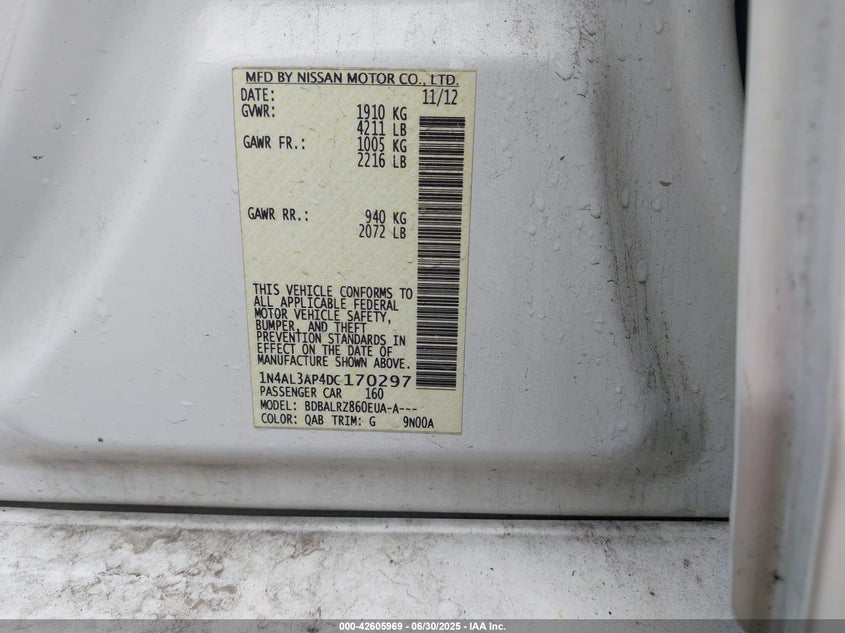 MFD BY NISSAN MOTOR CO., LTD.
DATE: 11/12
GVWR: 1910 KG
4211 LB
GAWR FR.: 1005 KG
2216 LB
GAWR RR.: 940 KG
2072 LB
THIS VEHICLE CONFORMS TO
ALL APPLICABLE FEDERAL
MOTOR VEHICLE SAFETY,
BUMPER, AND THEFT
PREVENTION STANDARDS IN
EFFECT ON THE DATE OF
MANUFACTURE SHOWN ABOVE.
1N4AL3AP4DC170297
PASSENGER CAR 160
MODEL: BDBALRZ860EUA-A---
COLOR: QAB TRIM: G 9N00A
000-42605969 - 06/30/2025 - IAA Inc.